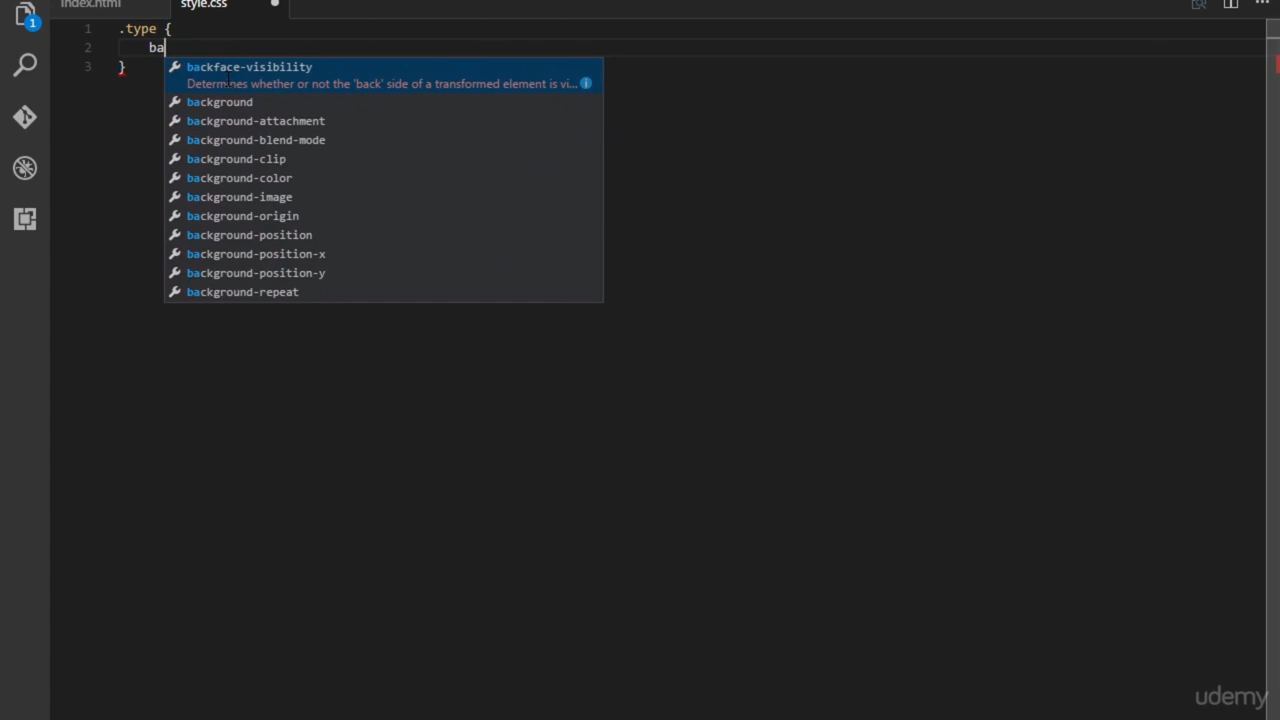 index.html
style.css
1
1 .type {
2 ba
3 }
backface-visibility
Determines whether or not the 'back' side of a transformed element is vi...
background
background-attachment
background-blend-mode
background-clip
background-color
background-image
background-origin
background-position
background-position-x
background-position-y
background-repeat
udemy